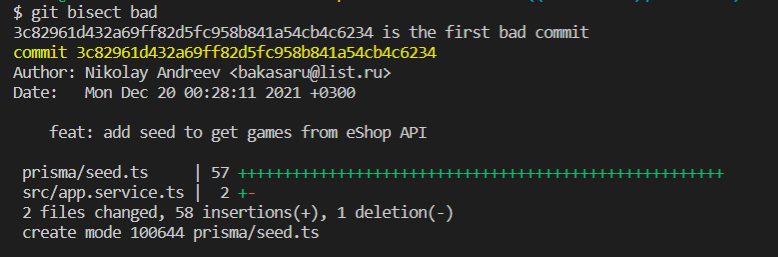 $ git bisect bad
3c82961d432a69ff82d5fc958b841a54cb4c6234 is the first bad commit
commit 3c82961d432a69ff82d5fc958b841a54cb4c6234
Author: Nikolay Andreev <bakasaru@list.ru>
Date:   Mon Dec 20 00:28:11 2021 +0300
    feat: add seed to get games from eShop API
 prisma/seed.ts     | 57 +++++++++++++++++++++++++++++++++++++++++++++++++++++++++
 src/app.service.ts |  2 +-
 2 files changed, 58 insertions(+), 1 deletion(-)
 create mode 100644 prisma/seed.ts